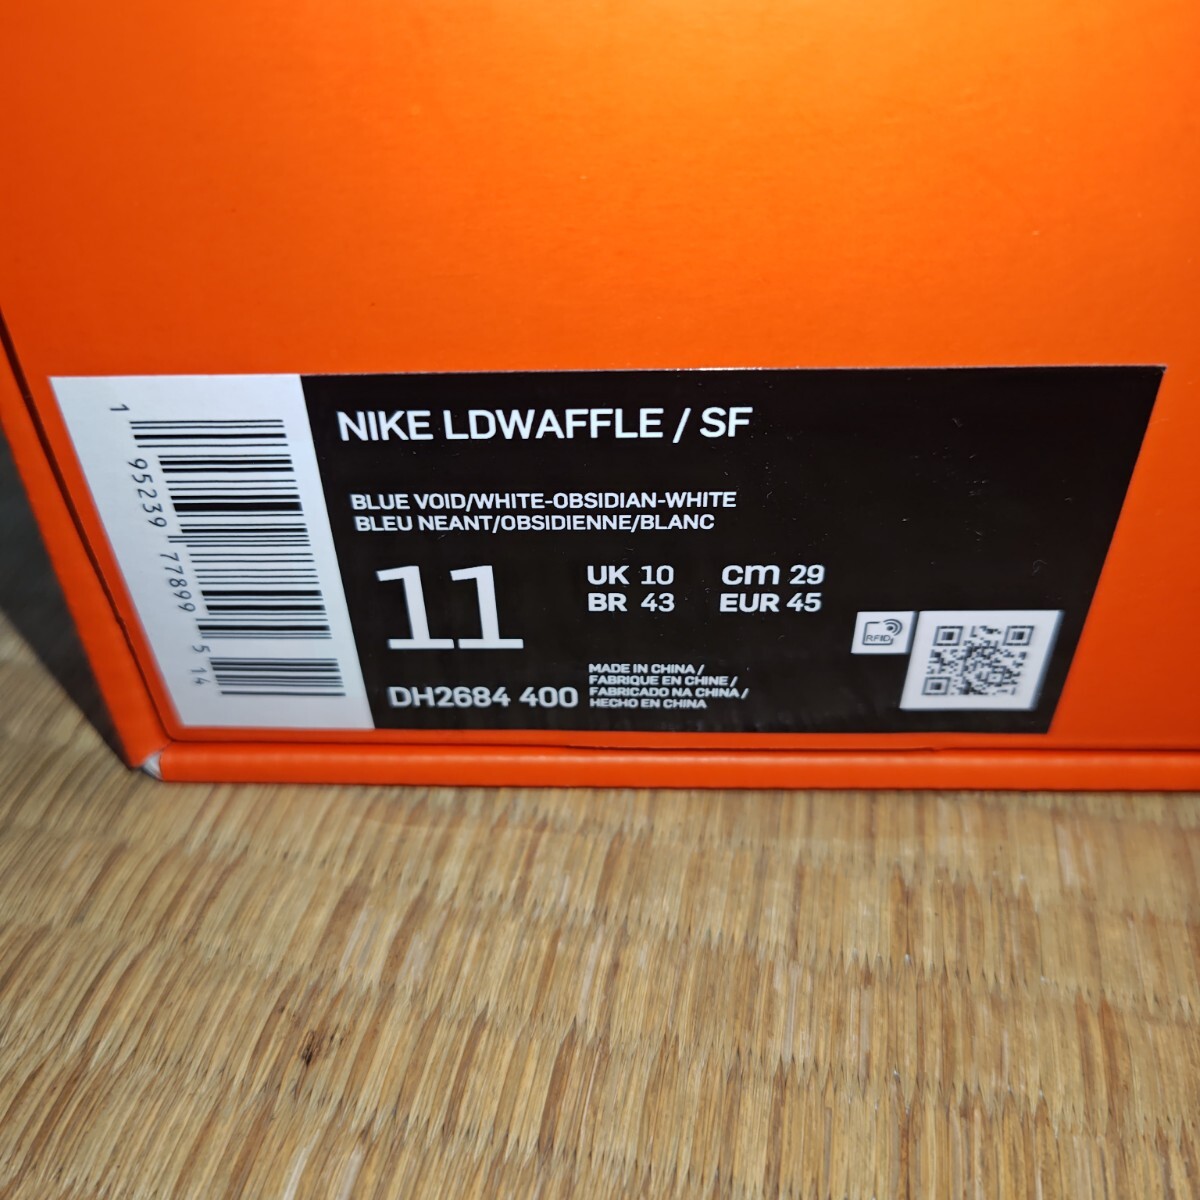 NIKE LDWAFFLE / SF
BLUE VOID/WHITE-OBSIDIAN-WHITE
BLEU NEANT/OBSIDIENNE/BLANC
11
UK 10 cm 29
BR 43 EUR 45
DH2684 400
MADE IN CHINA /
FABRIQUE EN CHINE /
FABRICADO NA CHINA /
HECHO EN CHINA
RFID
1 95239 77899 5 14